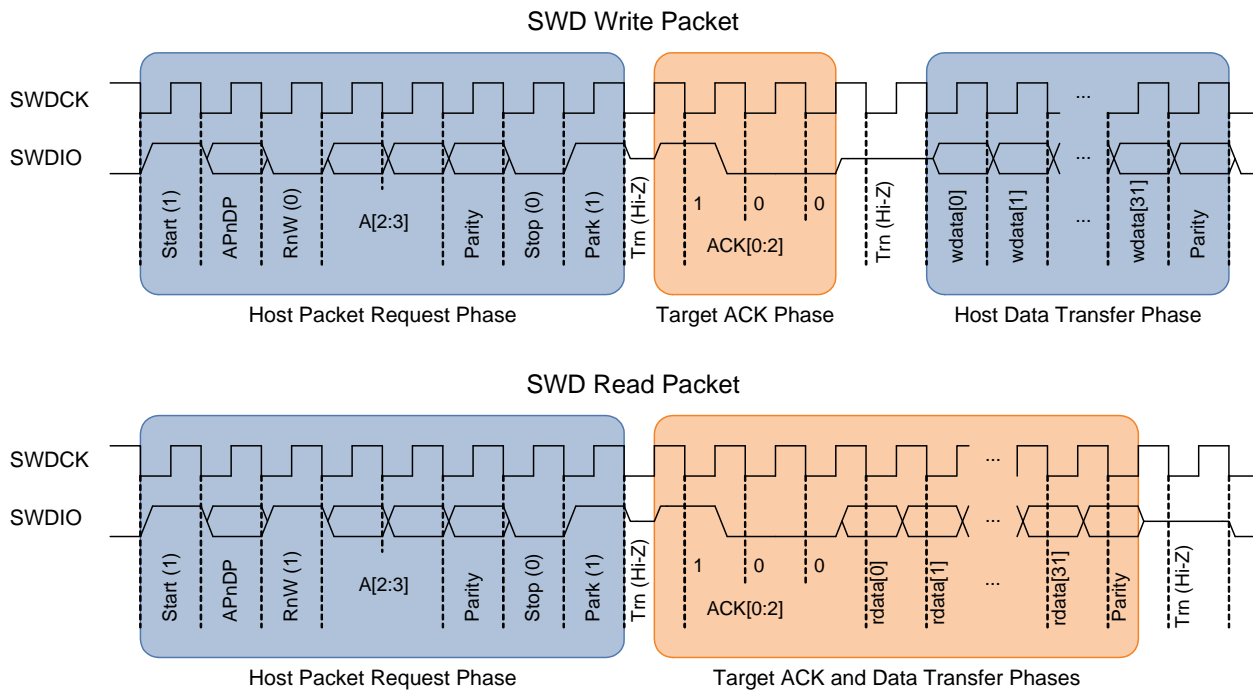 SWD Write Packet
SWDCK
...
SWDIO
...
Start (1)
APnDP
RnW (0)
A[2:3]
Parity
Stop (0)
Park (1)
Trn (Hi-Z)
1
0
0
ACK[0:2]
Trn (Hi-Z)
wdata[0]
wdata[1]
...
wdata[31]
Parity
Host Packet Request Phase
Target ACK Phase
Host Data Transfer Phase
SWD Read Packet
SWDCK
...
SWDIO
...
Start (1)
APnDP
RnW (1)
A[2:3]
Parity
Stop (0)
Park (1)
Trn (Hi-Z)
1
0
0
ACK[0:2]
rdata[0]
rdata[1]
...
rdata[31]
Parity
Trn (Hi-Z)
Host Packet Request Phase
Target ACK and Data Transfer Phases